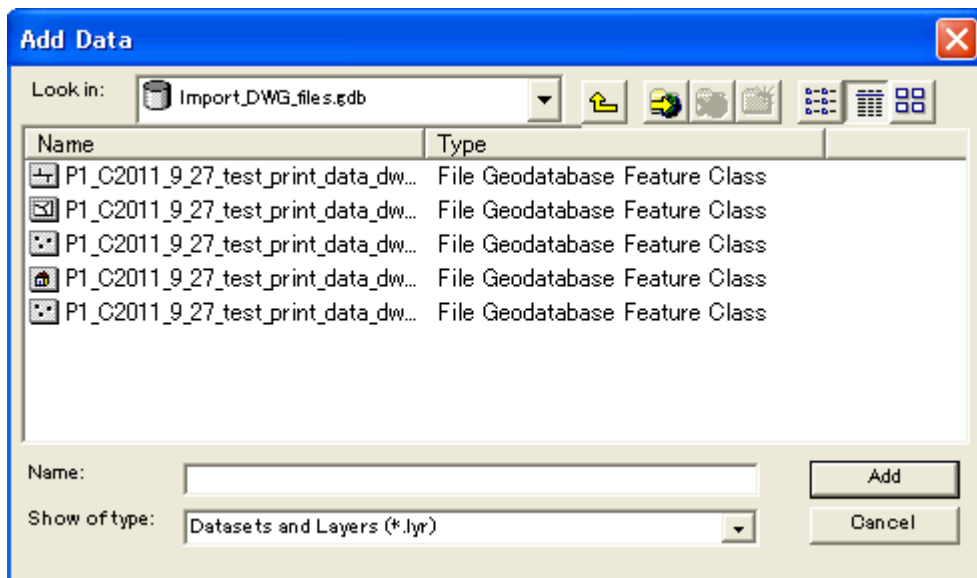 Add Data
Look in: Import_DWG_files.gdb
Name Type
P1_C2011_9_27_test_print_data_dw... File Geodatabase Feature Class
P1_C2011_9_27_test_print_data_dw... File Geodatabase Feature Class
P1_C2011_9_27_test_print_data_dw... File Geodatabase Feature Class
P1_C2011_9_27_test_print_data_dw... File Geodatabase Feature Class
P1_C2011_9_27_test_print_data_dw... File Geodatabase Feature Class
Name: Add
Show of type: Datasets and Layers (*.lyr) Cancel